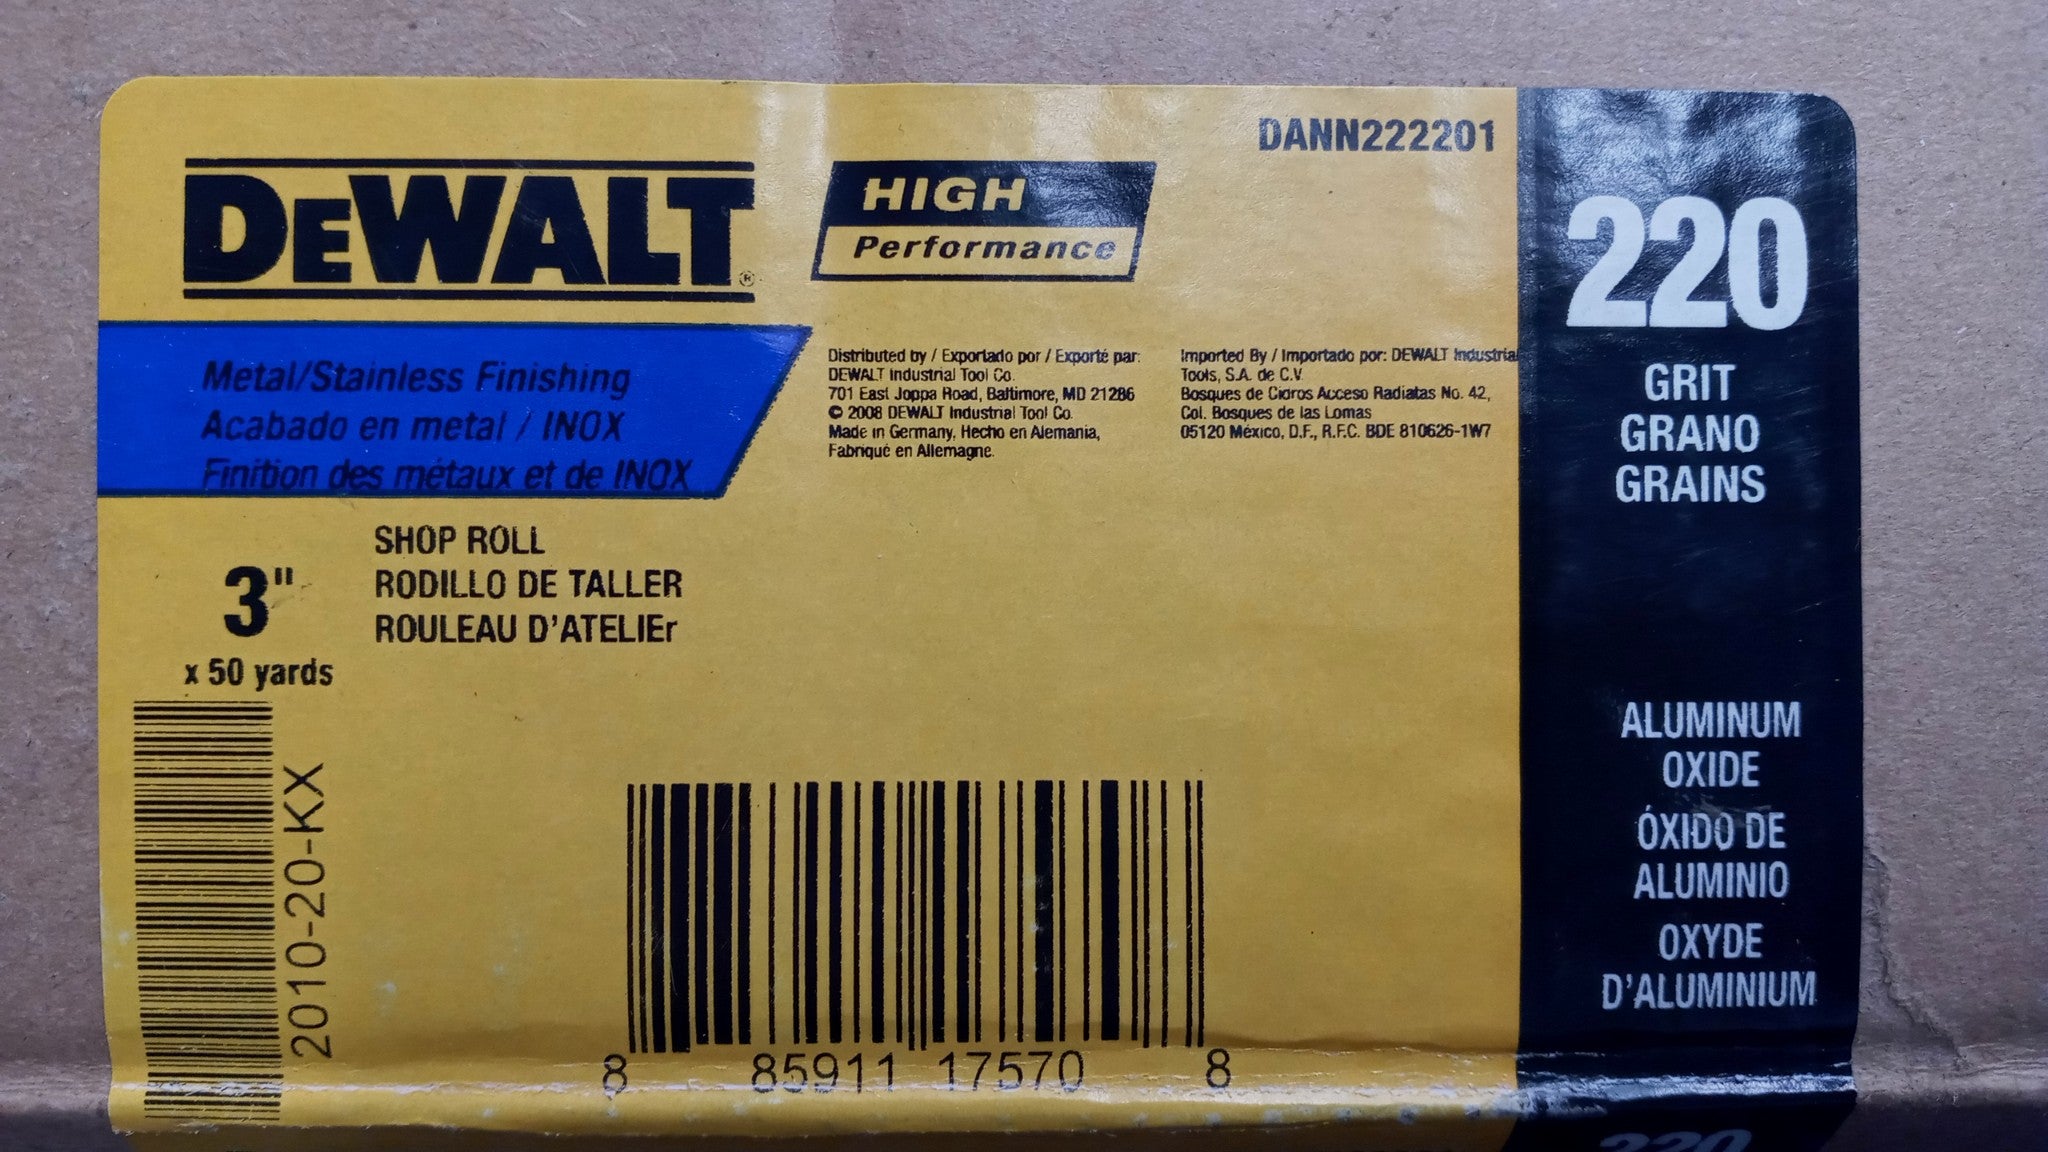 DANN222201
DEWALT®
HIGH
Performance
220
GRIT
GRANO
GRAINS
Metal/Stainless Finishing
Acabado en metal / INOX
Finition des métaux et de INOX
Distributed by / Exportado por / Exporté par:
DEWALT Industrial Tool Co.
701 East Joppa Road, Baltimore, MD 21286
© 2008 DEWALT Industrial Tool Co.
Made in Germany, Hecho en Alemania,
Fabriqué en Allemagne.
Imported By / Importado por: DEWALT Industrial
Tools, S.A. de C.V.
Bosques de Cidros Acceso Radiatas No. 42,
Col. Bosques de las Lomas
05120 México, D.F., R.F.C. BDE 810626-1W7
3"
x 50 yards
SHOP ROLL
RODILLO DE TALLER
ROULEAU D'ATELIEr
ALUMINUM
OXIDE
ÓXIDO DE
ALUMINIO
OXYDE
D'ALUMINIUM
2010-20-KX
8 85911 17570 8
220